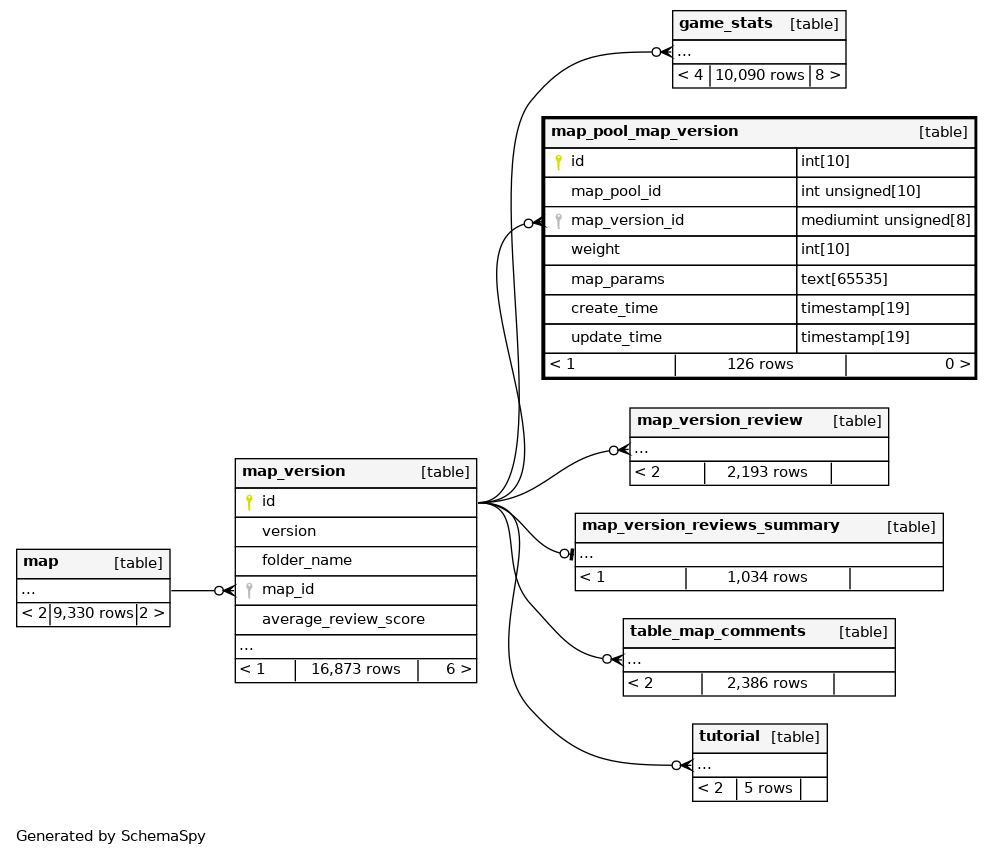 game_stats [table]
...
< 4 10,090 rows 8 >
map_pool_map_version [table]
id int[10]
map_pool_id int unsigned[10]
map_version_id mediumint unsigned[8]
weight int[10]
map_params text[65535]
create_time timestamp[19]
update_time timestamp[19]
< 1 126 rows 0 >
map_version_review [table]
...
< 2 2,193 rows
map_version [table]
id
version
folder_name
map_id
average_review_score
...
< 1 16,873 rows 6 >
map_version_reviews_summary [table]
...
< 1 1,034 rows
map [table]
...
< 2 9,330 rows 2 >
table_map_comments [table]
...
< 2 2,386 rows
tutorial [table]
...
< 2 5 rows
Generated by SchemaSpy